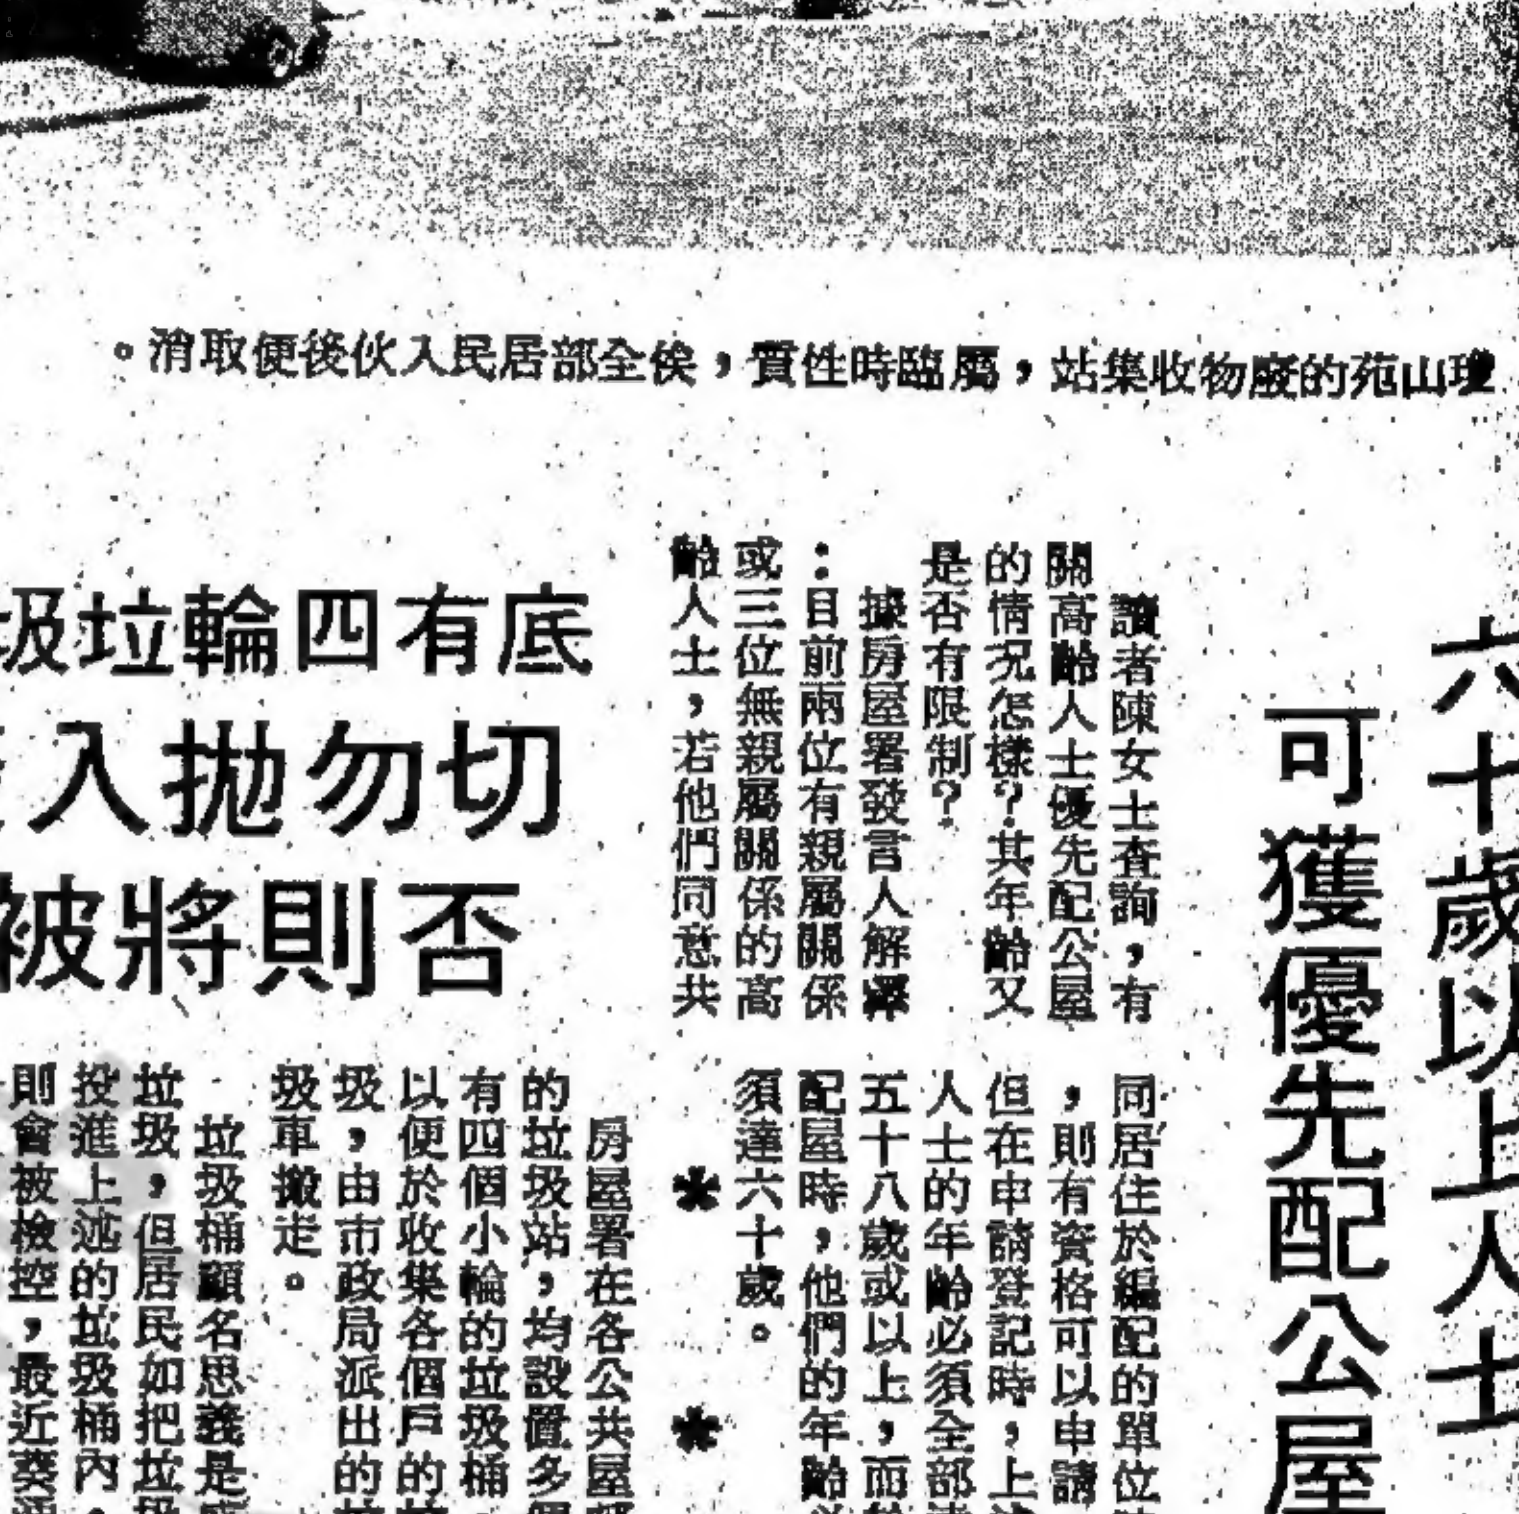 瓏山苑的廢物收集站，屬臨時性質，俟全部居民入伙後便取消。
六十歲以上人士
可獲優先配公屋
讀者陳女士查詢，有
關高齡人士優先配公屋
的情況怎樣？其年齡又
是否有限制？
據房屋署發言人解釋
：目前兩位有親屬關係
或三位無親屬關係的高
齡人士，若他們同意共
同居住於編配的單位
，則有資格可以申請
但在申請登記時，上
人士的年齡必須全部
五十八歲或以上，而
配屋時，他們的年齡
須達六十歲。
＊　＊
底有四輪垃圾
切勿拋入
否則將被
房屋署在各公共屋邨
的垃圾站，均設置多個
有四個小輪的垃圾桶，
以便於收集各個戶的
圾，由市政局派出的
圾車搬走。
垃圾桶顧名思義是
垃圾，但居民如把垃圾
投進上述的垃圾桶內，
則會被檢控，最近葵涌